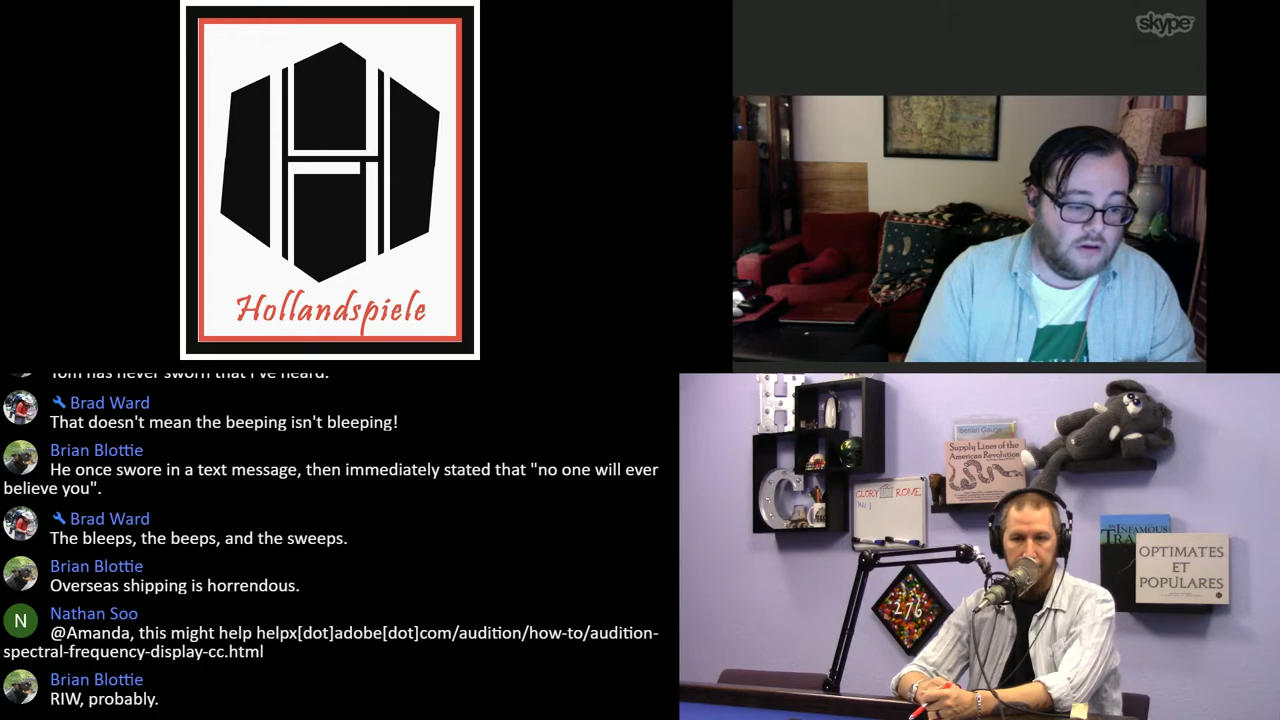 skype
Hollandspiele
Tom has never sworn that I've heard.
Brad Ward
That doesn't mean the beeping isn't bleeping!
Brian Blottie
He once swore in a text message, then immediately stated that "no one will ever
believe you".
Brad Ward
The bleeps, the beeps, and the sweeps.
Brian Blottie
Overseas shipping is horrendous.
N
Nathan Soo
@Amanda, this might help helpx[dot]adobe[dot]com/audition/how-to/audition-
spectral-frequency-display-cc.html
Brian Blottie
RIW, probably.
Iberian Gauge
Supply Lines of the
American Revolution
GLORY ROME
AN INFAMOUS
OPTIMATES
ET
POPULARES
276